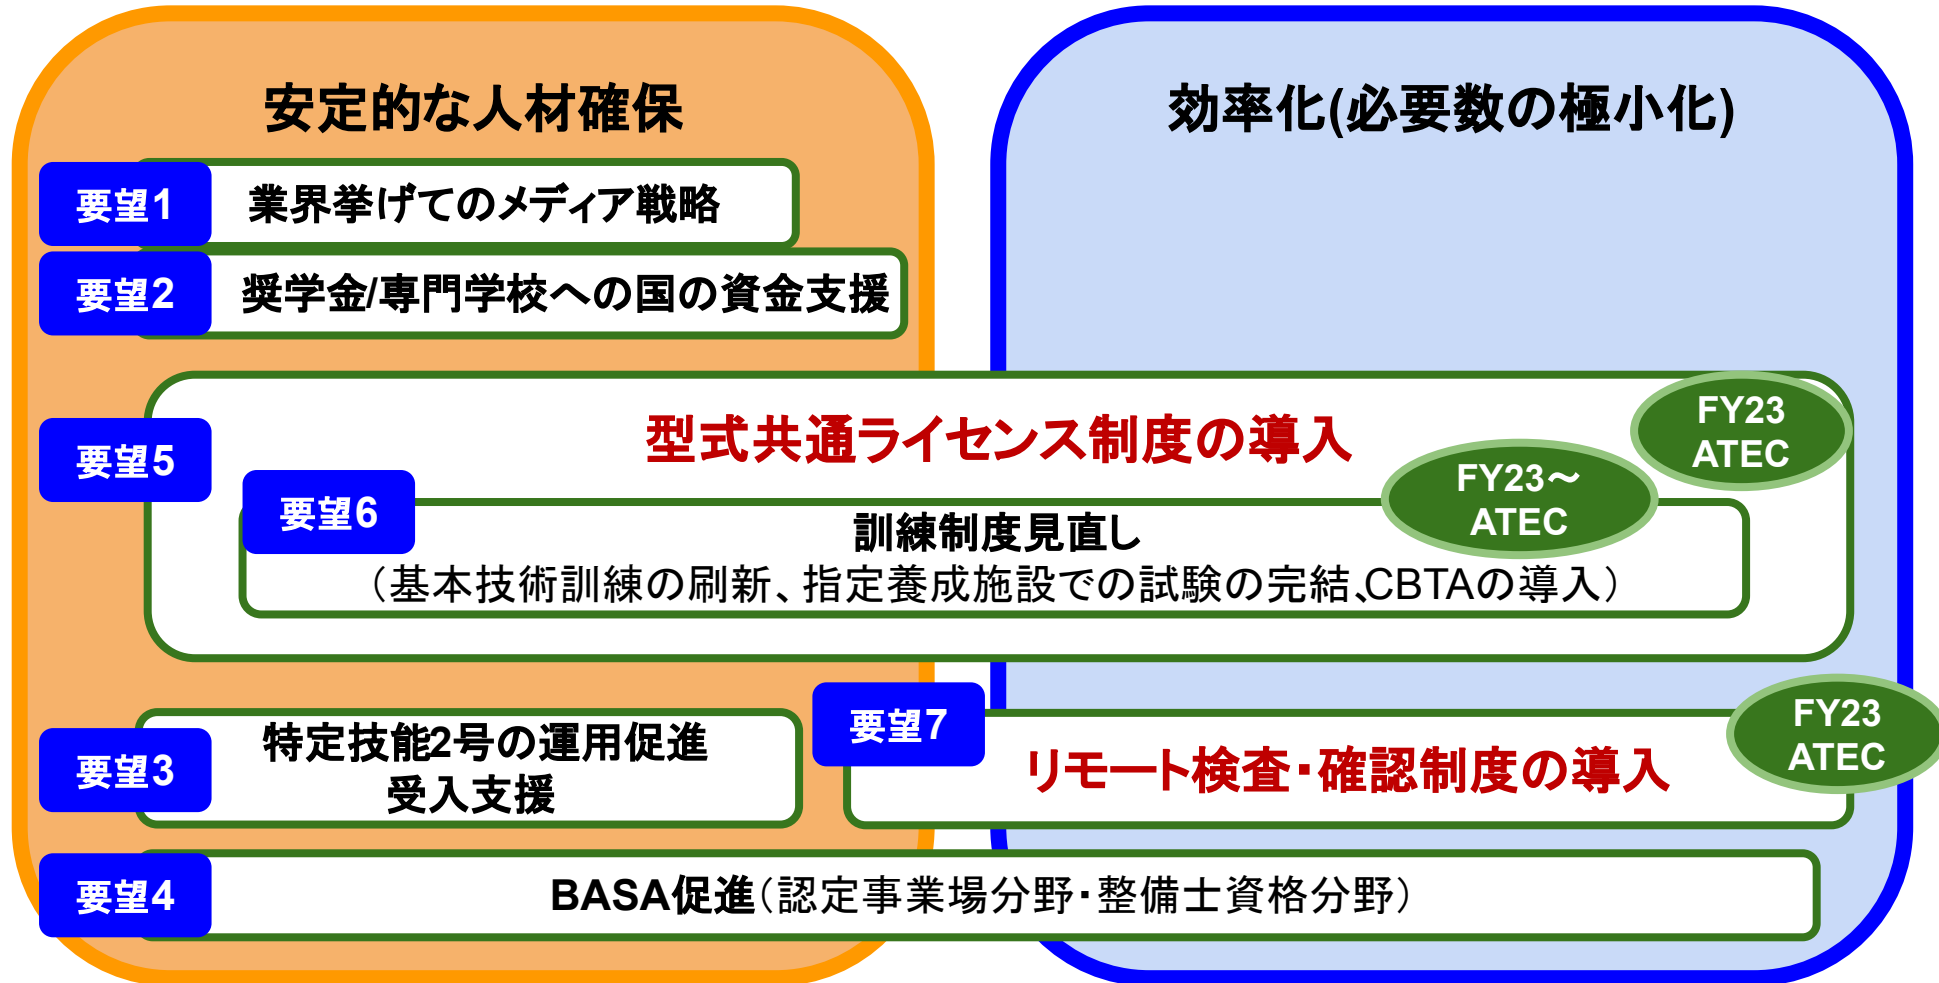 安定的な人材確保
効率化(必要数の極小化)
要望1
業界挙げてのメディア戦略
要望2
奨学金/専門学校への国の資金支援
要望5
型式共通ライセンス制度の導入
FY23
ATEC
要望6
訓練制度見直し
FY23～
ATEC
（基本技術訓練の刷新、指定養成施設での試験の完結、CBTAの導入）
要望3
特定技能2号の運用促進
受入支援
要望7
リモート検査・確認制度の導入
FY23
ATEC
要望4
BASA促進（認定事業場分野・整備士資格分野）